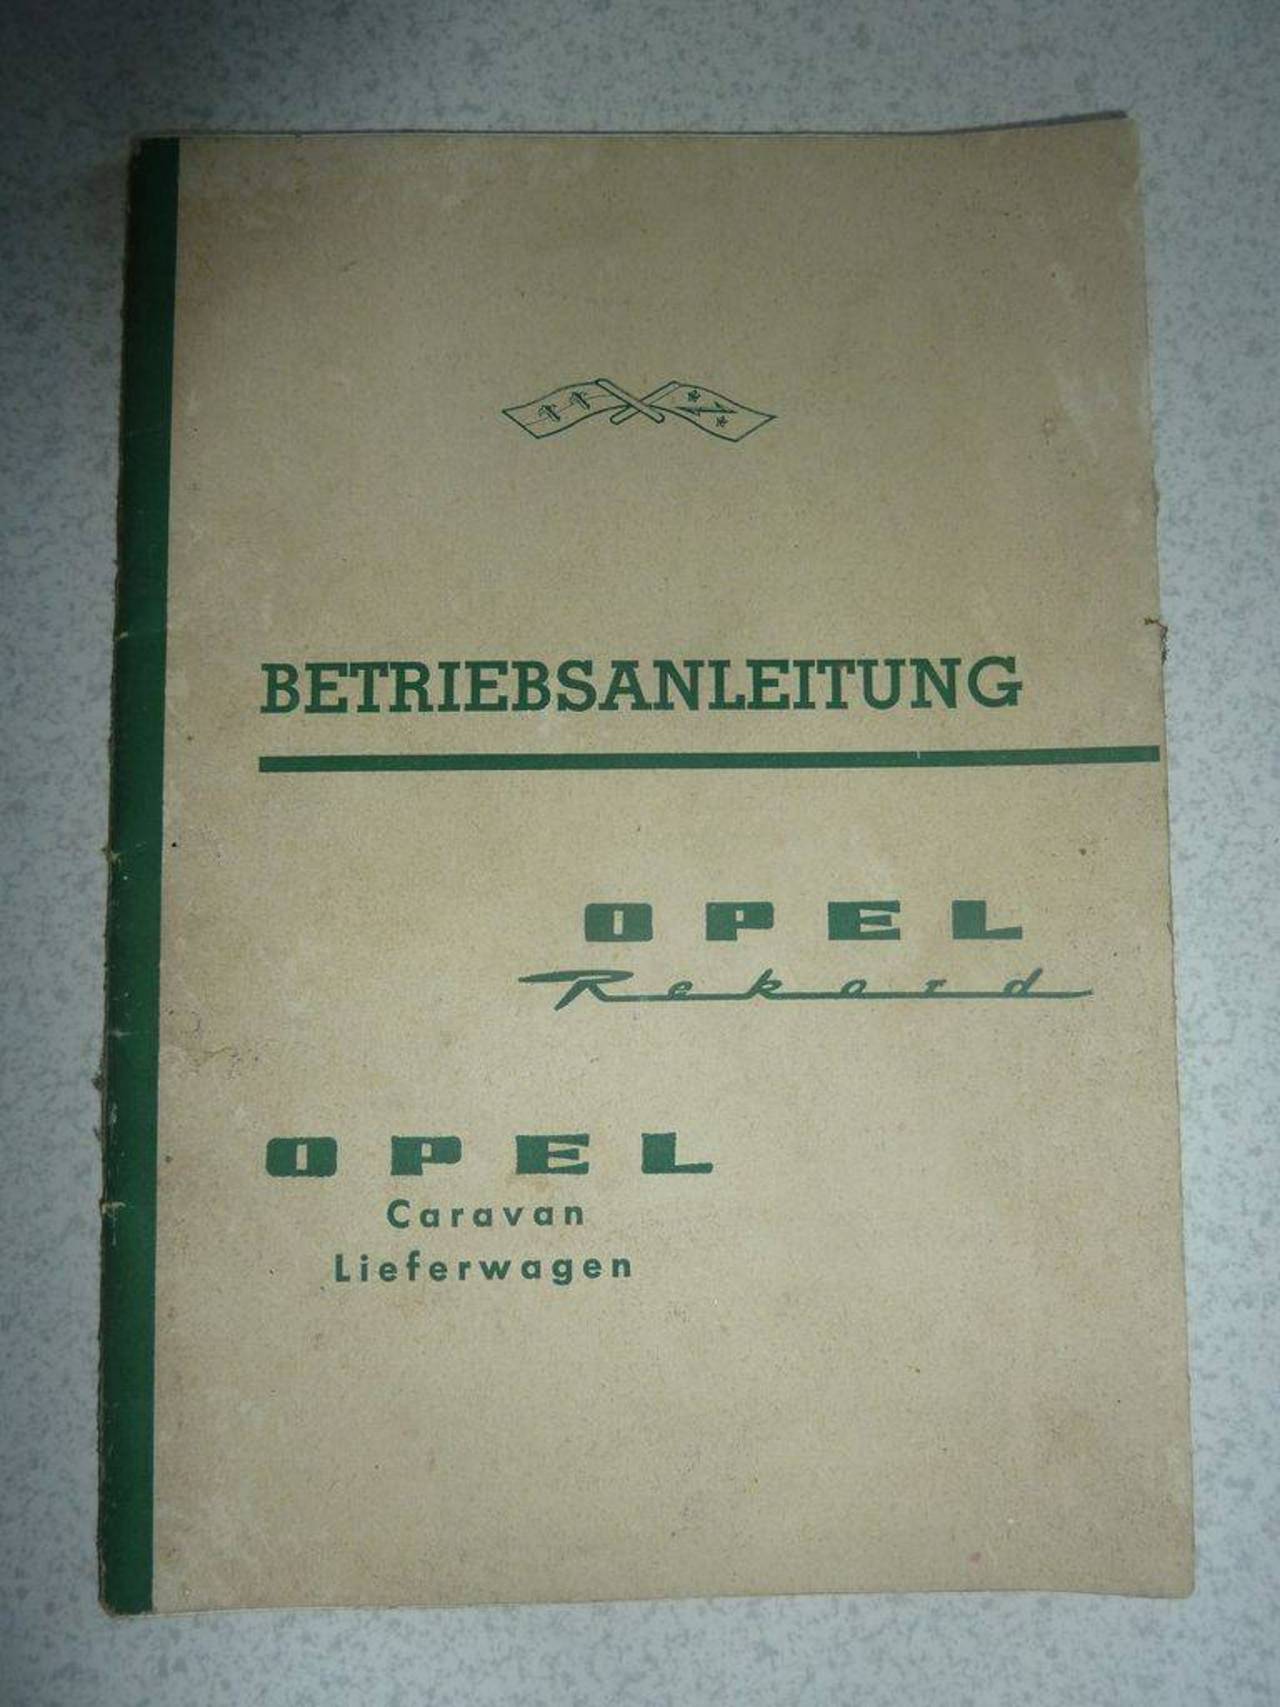 BETRIEBSANLEITUNG
OPEL
Rekord
OPEL
Caravan
Lieferwagen